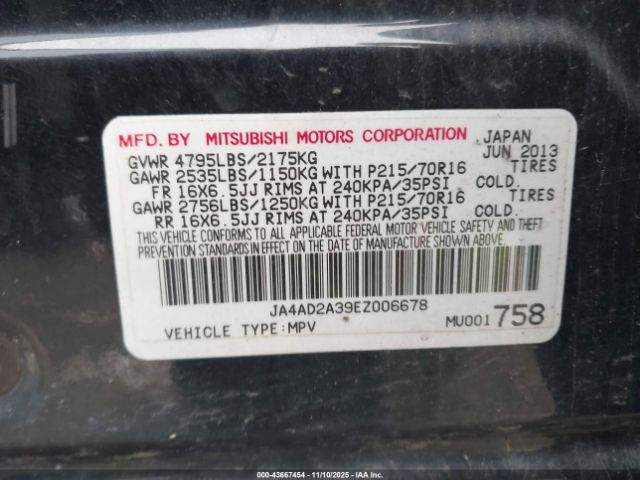 MFD. BY MITSUBISHI MOTORS CORPORATION JAPAN
GVWR 4795LBS/2175KG JUN 2013
GAWR 2535LBS/1150KG WITH P215/70R16 TIRES
FR 16X6.5JJ RIMS AT 240KPA/35PSI COLD.
GAWR 2756LBS/1250KG WITH P215/70R16 TIRES
RR 16X6.5JJ RIMS AT 240KPA/35PSI COLD.
THIS VEHICLE CONFORMS TO ALL APPLICABLE FEDERAL MOTOR VEHICLE SAFETY AND THEFT
PREVENTION STANDARDS IN EFFECT ON THE DATE OF MANUFACTURE SHOWN ABOVE.
JA4AD2A39EZ006678
VEHICLE TYPE:MPV MU001 758
000-43667454 - 11/10/2025 - IAA Inc.